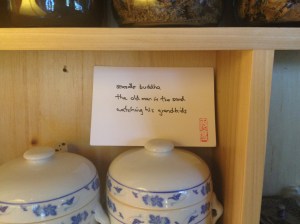 seaside buddha
the old man in the sand
watching his grandkids